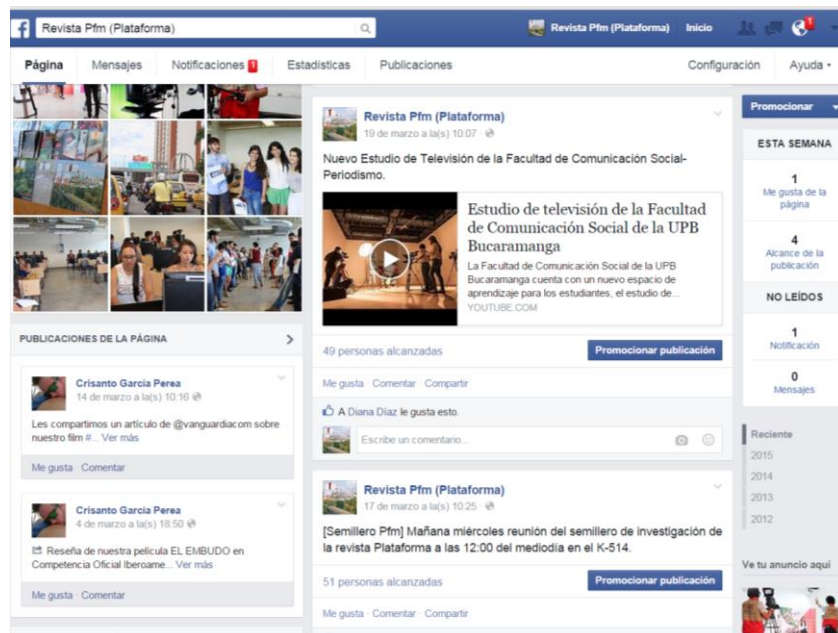 Revista Pfm (Plataforma)
Revista Pfm (Plataforma) Inicio 1
Página Mensajes Notificaciones 1 Estadísticas Publicaciones Configuración Ayuda
PUBLICACIONES DE LA PÁGINA
Crisanto García Perea
14 de marzo a la(s) 10:16
Les compartimos un artículo de @vanguardiacom sobre
nuestro film #... Ver más
Me gusta · Comentar
Crisanto García Perea
4 de marzo a la(s) 18:50
Reseña de nuestra película EL EMBUDO en
Competencia Oficial Iberoame... Ver más
Me gusta · Comentar
Revista Pfm (Plataforma)
19 de marzo a la(s) 10:07 ·
Nuevo Estudio de Televisión de la Facultad de Comunicación Social-
Periodismo.
Estudio de televisión de la Facultad
de Comunicación Social de la UPB
Bucaramanga
La Facultad de Comunicación Social de la UPB
Bucaramanga cuenta con un nuevo espacio de
aprendizaje para los estudiantes, el estudio de...
YOUTUBE.COM
49 personas alcanzadas
Promocionar publicación
Me gusta · Comentar · Compartir
A Diana Díaz le gusta esto.
Escribe un comentario...
Revista Pfm (Plataforma)
17 de marzo a la(s) 10:25 ·
[Semillero Pfm] Mañana miércoles reunión del semillero de investigación de
la revista Plataforma a las 12:00 del mediodía en el K-514.
51 personas alcanzadas
Promocionar publicación
Me gusta · Comentar · Compartir
Promocionar
ESTA SEMANA
1
Me gusta de la
página
4
Alcance de la
publicación
NO LEÍDOS
1
Notificación
0
Mensajes
Reciente
2015
2014
2013
2012
Ve tu anuncio aquí